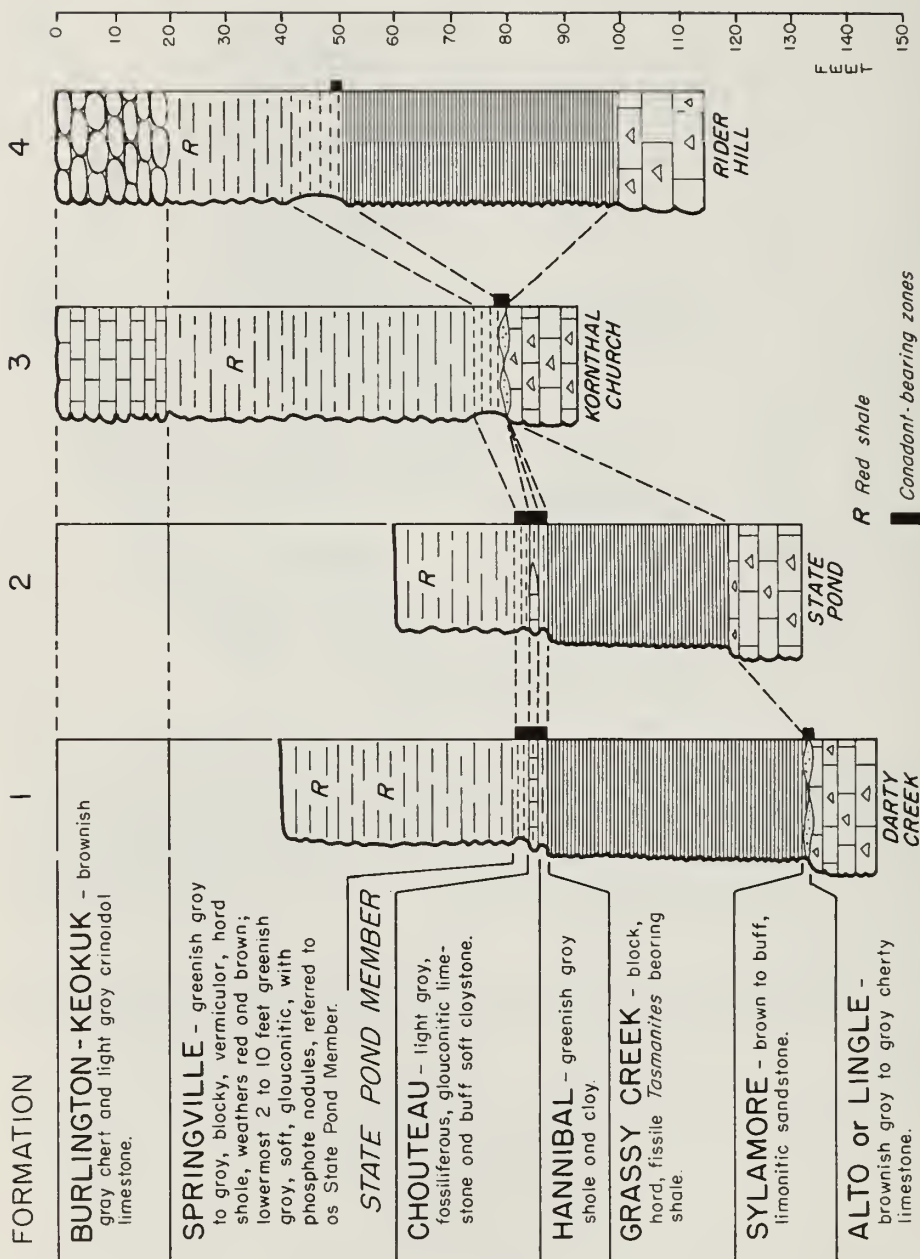 FORMATION
1
2
3
4
BURLINGTON-KEOKUK – brownish
gray chert and light gray crinoidal
limestone.
SPRINGVILLE – greenish gray
to gray, blocky, vermicular, hard
shale, weathers red and brown;
lowermost 2 to 10 feet greenish
gray, soft, glauconitic, with
phosphate nodules, referred to
as State Pond Member.
STATE POND MEMBER
CHOUTEAU – light gray,
fossiliferous, glauconitic lime-
stone and buff soft claystone.
HANNIBAL – greenish gray
shale and clay.
GRASSY CREEK – black,
hard, fissile Tasmanites bearing
shale.
SYLAMORE – brown to buff,
limonitic sandstone.
ALTO or LINGLE –
brownish gray to gray cherty
limestone.
R
R
R
R
R
DARTY
CREEK
STATE
POND
KORNTHAL
CHURCH
RIDER
HILL
R Red shale
Conadont-bearing zones
0
10
20
30
40
50
60
70
80
90
100
110
120
130
140
150
FEET